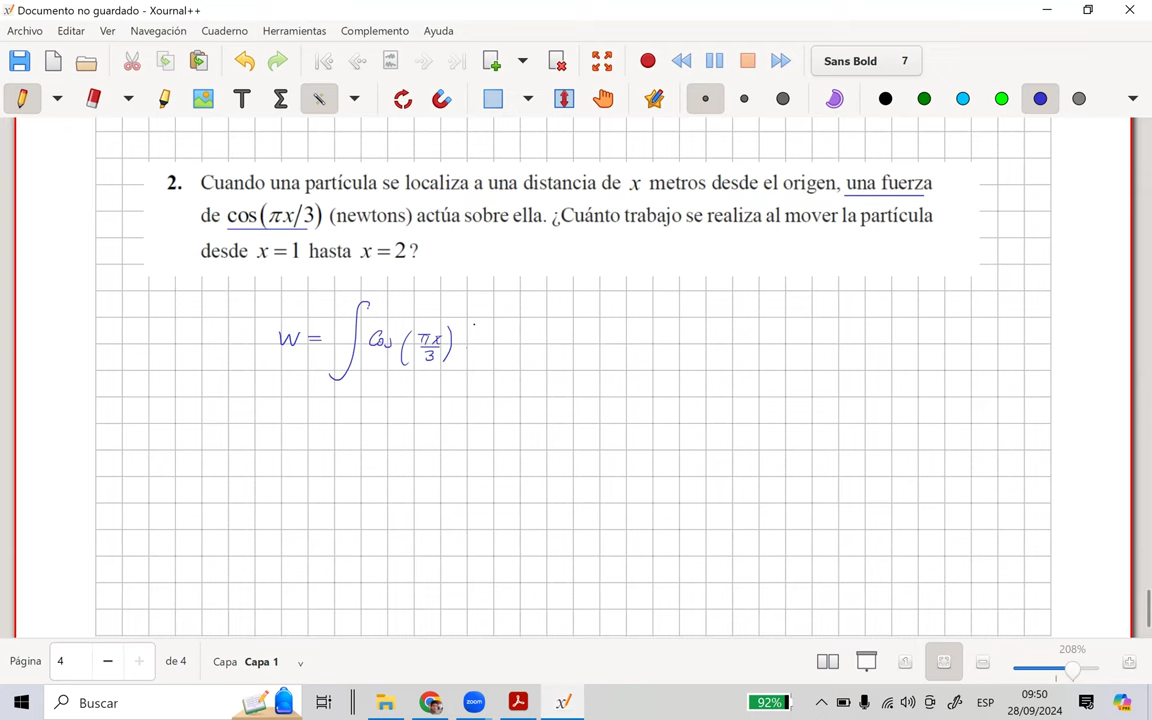 Documento no guardado - Xournal++
Archivo Editar Ver Navegación Cuaderno Herramientas Complemento Ayuda
Sans Bold 7
2. Cuando una partícula se localiza a una distancia de x metros desde el origen, una fuerza
de cos(πx/3) (newtons) actúa sobre ella. ¿Cuánto trabajo se realiza al mover la partícula
desde x = 1 hasta x = 2 ?
W = ∫ Cos (πx/3)
208%
Página 4 de 4 Capa Capa 1
Buscar
92%
ESP
09:50
28/09/2024